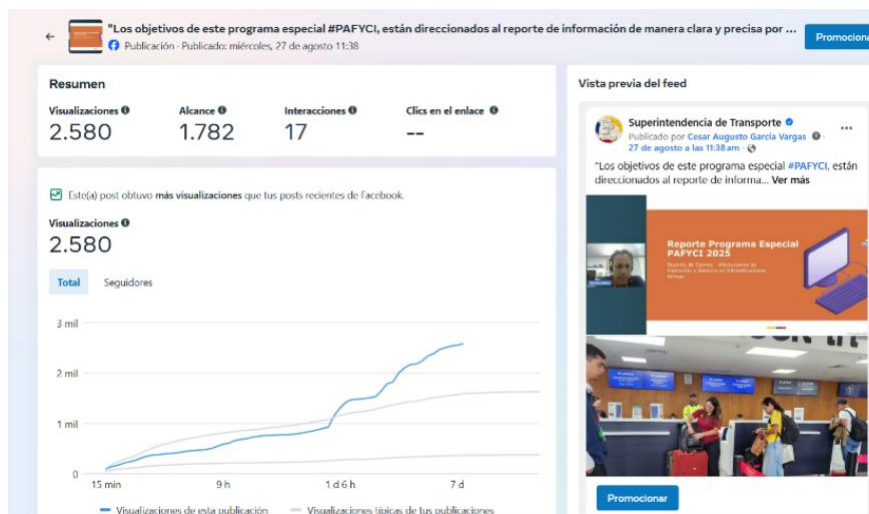 "Los objetivos de este programa especial #PAFYCI, están direccionados al reporte de información de manera clara y precisa por ...
Publicación · Publicado: miércoles, 27 de agosto 11:38
Promociona
Resumen
Visualizaciones
Alcance
Interacciones
Clics en el enlace
2.580
1.782
17
--
Este(a) post obtuvo más visualizaciones que tus posts recientes de Facebook.
Visualizaciones
2.580
Total
Seguidores
3 mil
2 mil
1 mil
0
15 min
9 h
1 d 6 h
7 d
Visualizaciones de esta publicación
Visualizaciones típicas de tus publicaciones
Vista previa del feed
Superintendencia de Transporte
Publicado por Cesar Augusto García Vargas
27 de agosto a las 11:38 am
"Los objetivos de este programa especial #PAFYCI, están
direccionados al reporte de informa... Ver más
Reporte Programa Especial
PAFYCI 2025
Promocionar